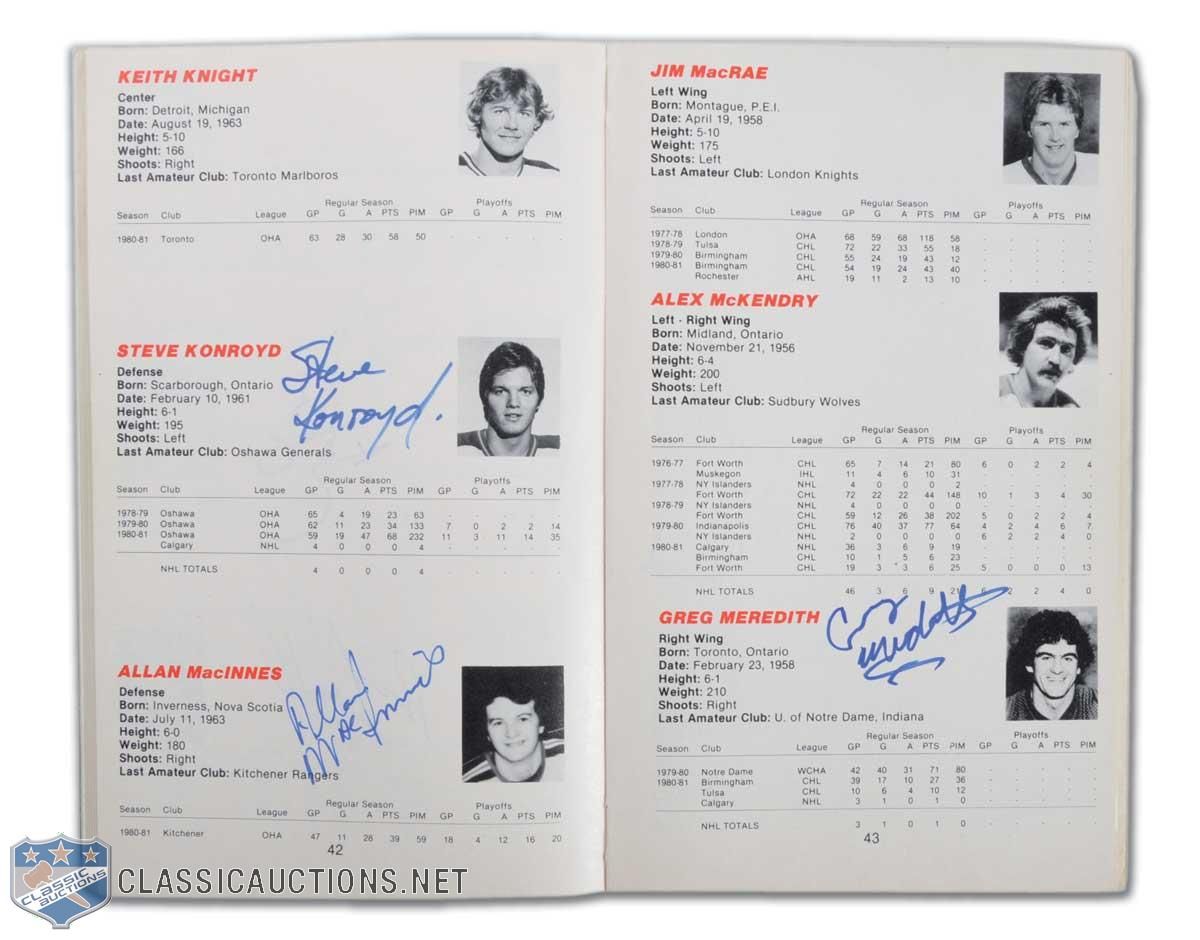 KEITH KNIGHT
Center
Born: Detroit, Michigan
Date: August 19, 1963
Height: 5-10
Weight: 166
Shoots: Right
Last Amateur Club: Toronto Marlboros
Regular Season Playoffs
Season Club League GP G A PTS PIM GP G A PTS PIM
1980-81 Toronto OHA 63 28 30 58 50 - - - - -
STEVE KONROYD
Steve Konroyd.
Defense
Born: Scarborough, Ontario
Date: February 10, 1961
Height: 6-1
Weight: 195
Shoots: Left
Last Amateur Club: Oshawa Generals
Regular Season Playoffs
Season Club League GP G A PTS PIM GP G A PTS PIM
1978-79 Oshawa OHA 65 4 19 23 63 - - - - -
1979-80 Oshawa OHA 62 11 23 34 133 7 0 2 2 14
1980-81 Oshawa OHA 59 19 47 68 232 11 3 11 14 35
Calgary NHL 4 0 0 0 4 - - - - -
NHL TOTALS 4 0 0 0 4 - - - - -
ALLAN MacINNES
Allan MacInnis
Defense
Born: Inverness, Nova Scotia
Date: July 11, 1963
Height: 6-0
Weight: 180
Shoots: Right
Last Amateur Club: Kitchener Rangers
Regular Season Playoffs
Season Club League GP G A PTS PIM GP G A PTS PIM
1980-81 Kitchener OHA 47 11 28 39 59 18 4 12 16 20
42
JIM MacRAE
Left Wing
Born: Montague, P.E.I.
Date: April 19, 1958
Height: 5-10
Weight: 175
Shoots: Left
Last Amateur Club: London Knights
Regular Season Playoffs
Season Club League GP G A PTS PIM GP G A PTS PIM
1977-78 London OHA 68 59 68 118 58 - - - - -
1978-79 Tulsa CHL 72 22 33 55 18 - - - - -
1979-80 Birmingham CHL 55 24 19 43 12 - - - - -
1980-81 Birmingham CHL 54 19 24 43 40 - - - - -
Rochester AHL 19 11 2 13 10 - - - - -
ALEX McKENDRY
Left - Right Wing
Born: Midland, Ontario
Date: November 21, 1956
Height: 6-4
Weight: 200
Shoots: Left
Last Amateur Club: Sudbury Wolves
Regular Season Playoffs
Season Club League GP G A PTS PIM GP G A PTS PIM
1976-77 Fort Worth CHL 65 7 14 21 80 6 0 2 2 4
Muskegon IHL 11 4 6 10 31 - - - - -
1977-78 NY Islanders NHL 4 0 0 0 2 - - - - -
Fort Worth CHL 72 22 22 44 148 10 1 3 4 30
1978-79 NY Islanders NHL 4 0 0 0 0 - - - - -
Fort Worth CHL 59 12 26 38 202 5 0 2 2 4
1979-80 Indianapolis CHL 76 40 37 77 64 4 2 4 6 7
NY Islanders NHL 2 0 0 0 0 6 2 2 4 0
1980-81 Calgary NHL 36 3 6 9 19 - - - - -
Birmingham CHL 10 1 5 6 23 - - - - -
Fort Worth CHL 19 3 3 6 25 5 0 0 0 13
NHL TOTALS 46 3 6 9 21 6 2 2 4 0
GREG MEREDITH
Right Wing
Born: Toronto, Ontario
Date: February 23, 1958
Height: 6-1
Weight: 210
Shoots: Right
Last Amateur Club: U. of Notre Dame, Indiana
Regular Season Playoffs
Season Club League GP G A PTS PIM GP G A PTS PIM
1979-80 Notre Dame WCHA 42 40 31 71 80 - - - - -
1980-81 Birmingham CHL 39 17 10 27 36 - - - - -
Tulsa CHL 10 6 4 10 12 - - - - -
Calgary NHL 3 1 0 1 0 - - - - -
NHL TOTALS 3 1 0 1 0 - - - - -
43
CLASSIC AUCTIONS
CLASSICAUCTIONS.NET